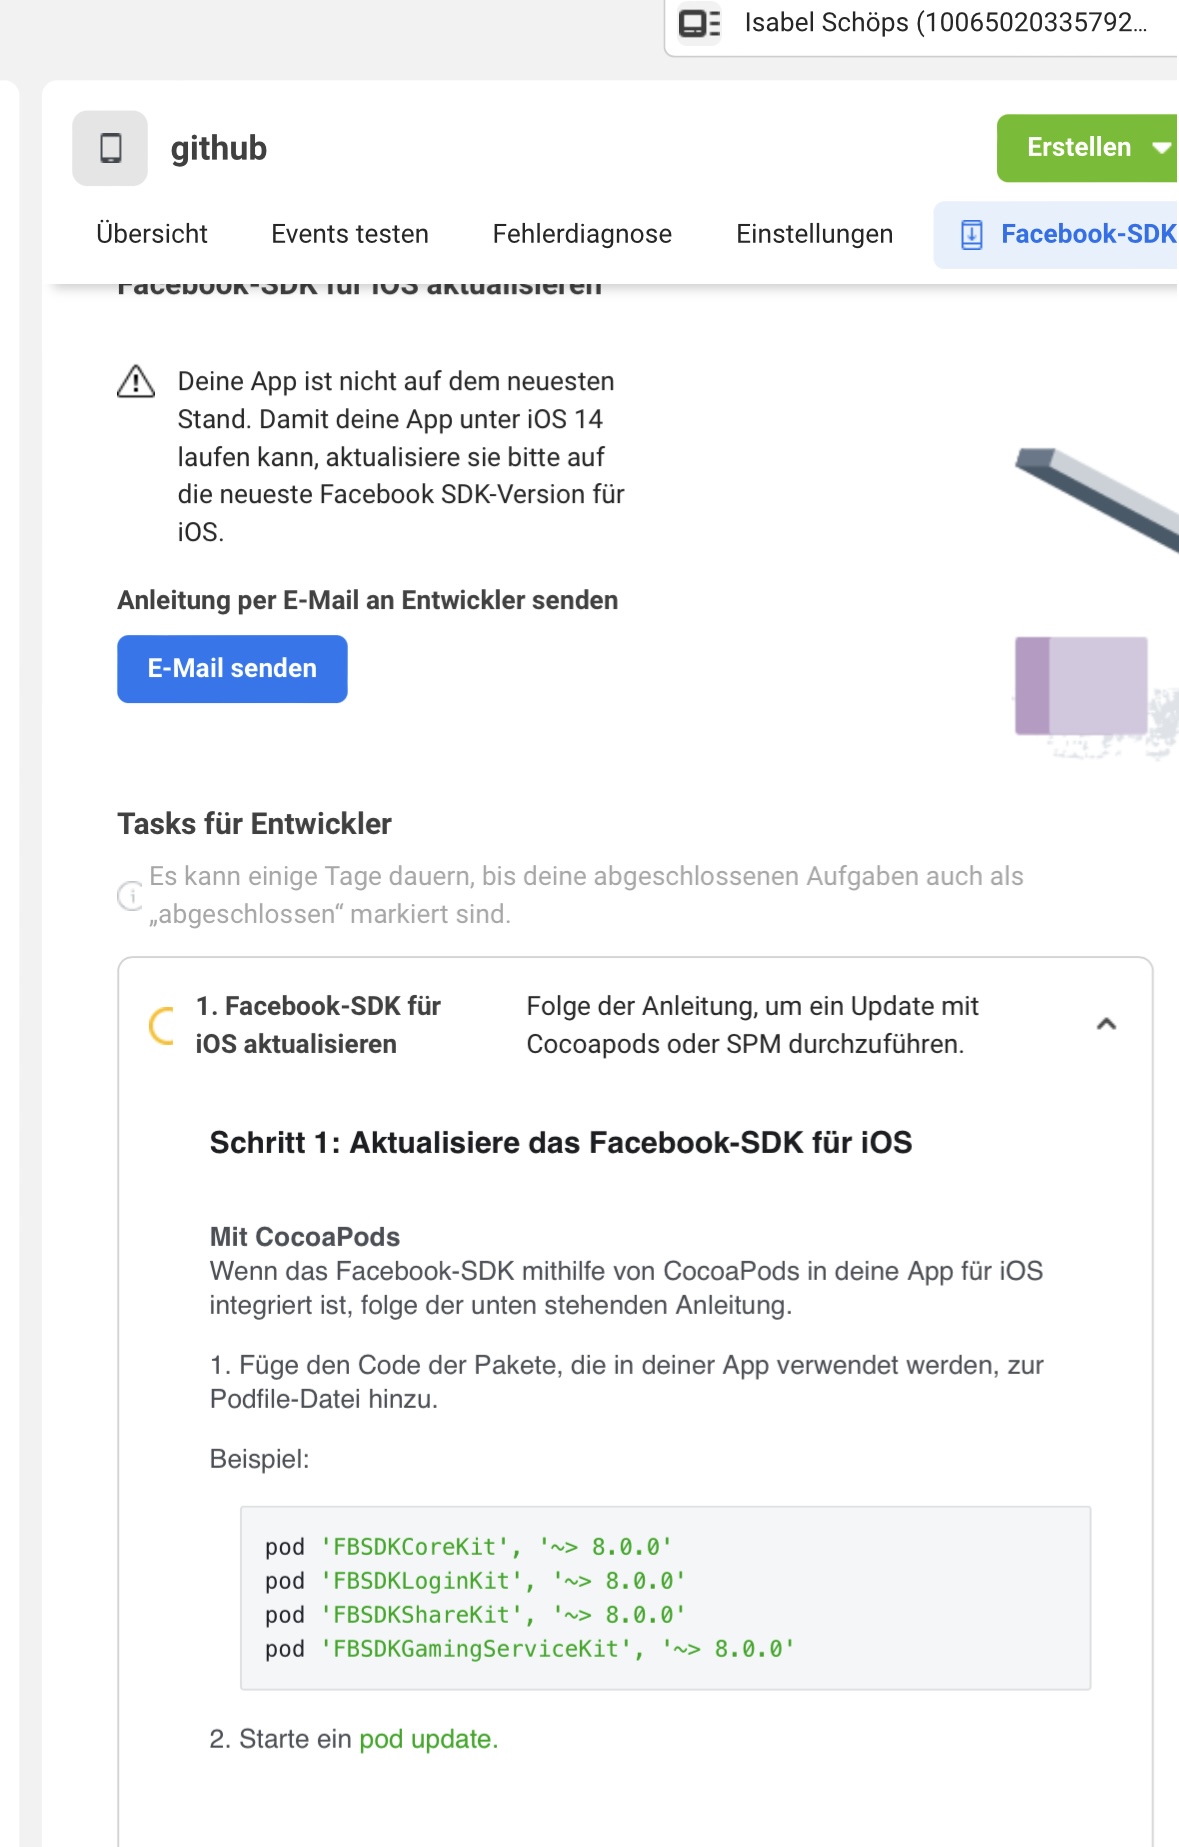 Isabel Schöps (10065020335792...
github
Erstellen
Übersicht
Events testen
Fehlerdiagnose
Einstellungen
Facebook-SDK
Facebook-SDK für iOS aktualisieren
Deine App ist nicht auf dem neuesten
Stand. Damit deine App unter iOS 14
laufen kann, aktualisiere sie bitte auf
die neueste Facebook SDK-Version für
iOS.
Anleitung per E-Mail an Entwickler senden
E-Mail senden
Tasks für Entwickler
Es kann einige Tage dauern, bis deine abgeschlossenen Aufgaben auch als
„abgeschlossen“ markiert sind.
1. Facebook-SDK für
iOS aktualisieren
Folge der Anleitung, um ein Update mit
Cocoapods oder SPM durchzuführen.
Schritt 1: Aktualisiere das Facebook-SDK für iOS
Mit CocoaPods
Wenn das Facebook-SDK mithilfe von CocoaPods in deine App für iOS
integriert ist, folge der unten stehenden Anleitung.
1. Füge den Code der Pakete, die in deiner App verwendet werden, zur
Podfile-Datei hinzu.
Beispiel:
pod 'FBSDKCoreKit', '~> 8.0.0'
pod 'FBSDKLoginKit', '~> 8.0.0'
pod 'FBSDKShareKit', '~> 8.0.0'
pod 'FBSDKGamingServiceKit', '~> 8.0.0'
2. Starte ein pod update.